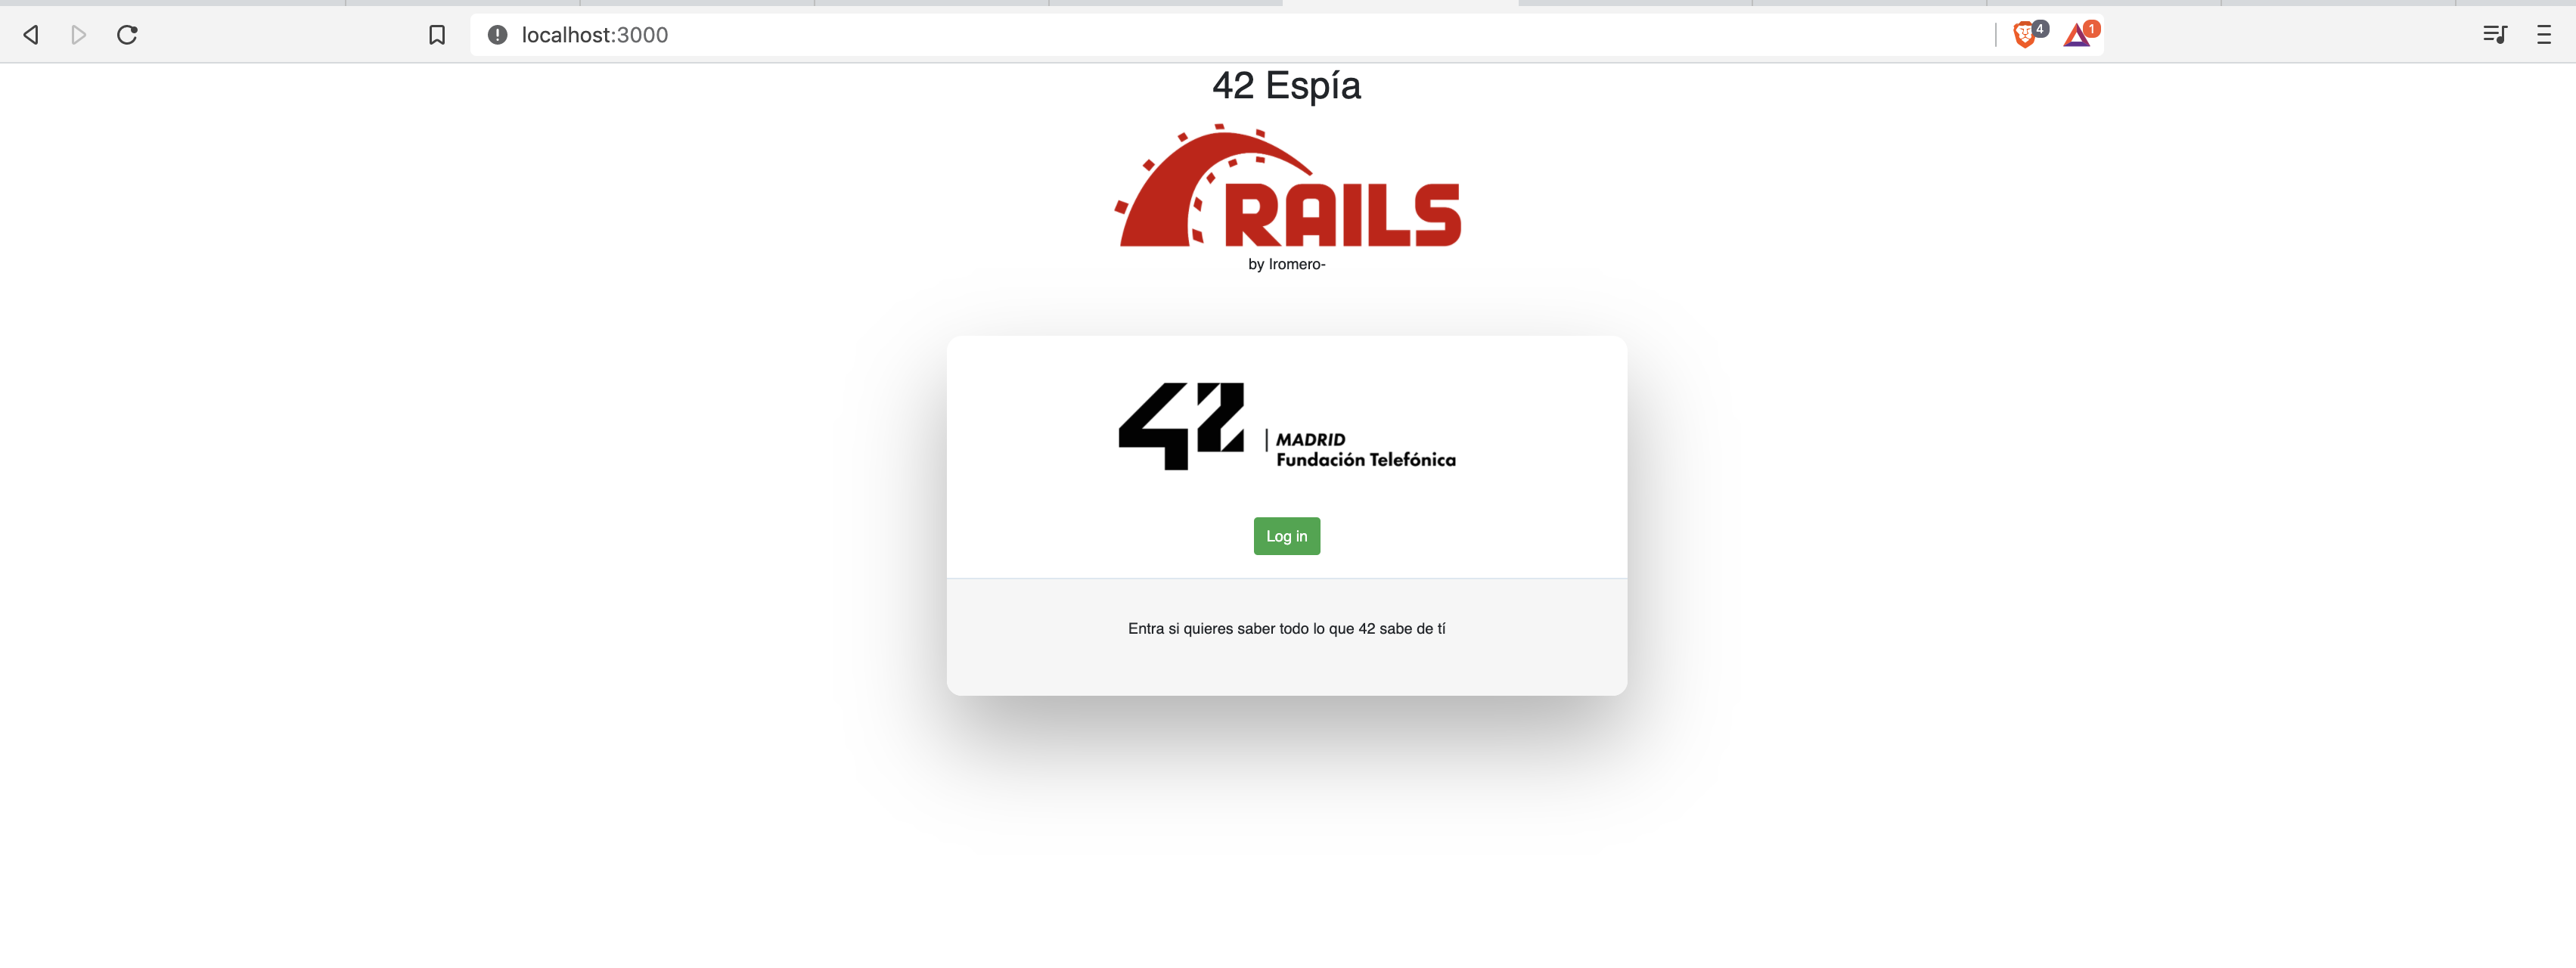 localhost:3000
4
1
42 Espía
RAILS
by lromero-
42
MADRID
Fundación Telefónica
Log in
Entra si quieres saber todo lo que 42 sabe de tí